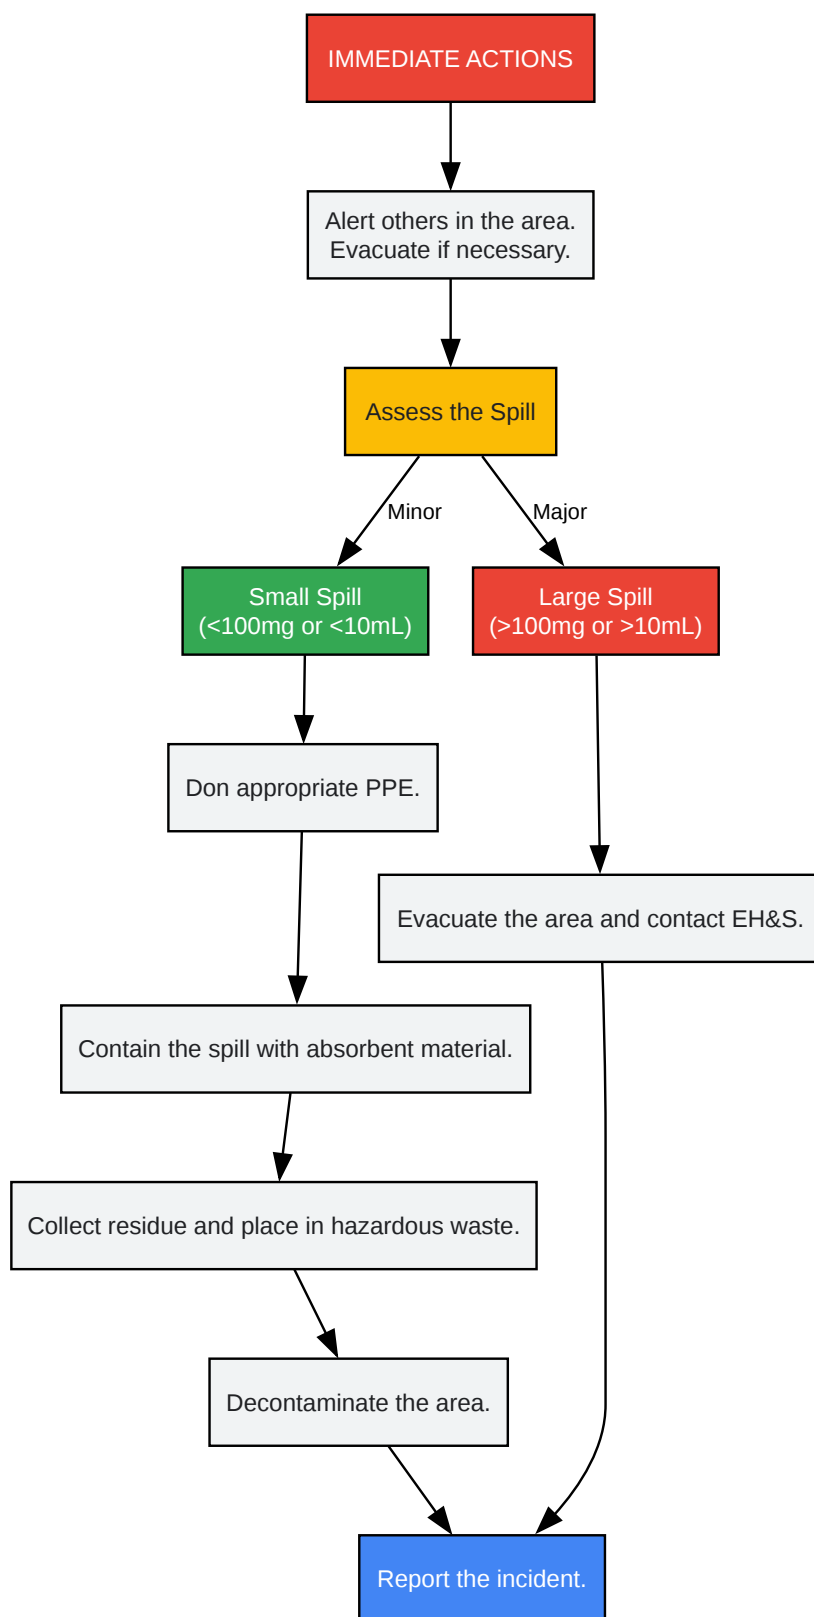 IMMEDIATE ACTIONS
Alert others in the area.
Evacuate if necessary.
Assess the Spill
Minor
Major
Small Spill
(<100mg or <10mL)
Large Spill
(>100mg or >10mL)
Don appropriate PPE.
Evacuate the area and contact EH&S.
Contain the spill with absorbent material.
Collect residue and place in hazardous waste.
Decontaminate the area.
Report the incident.